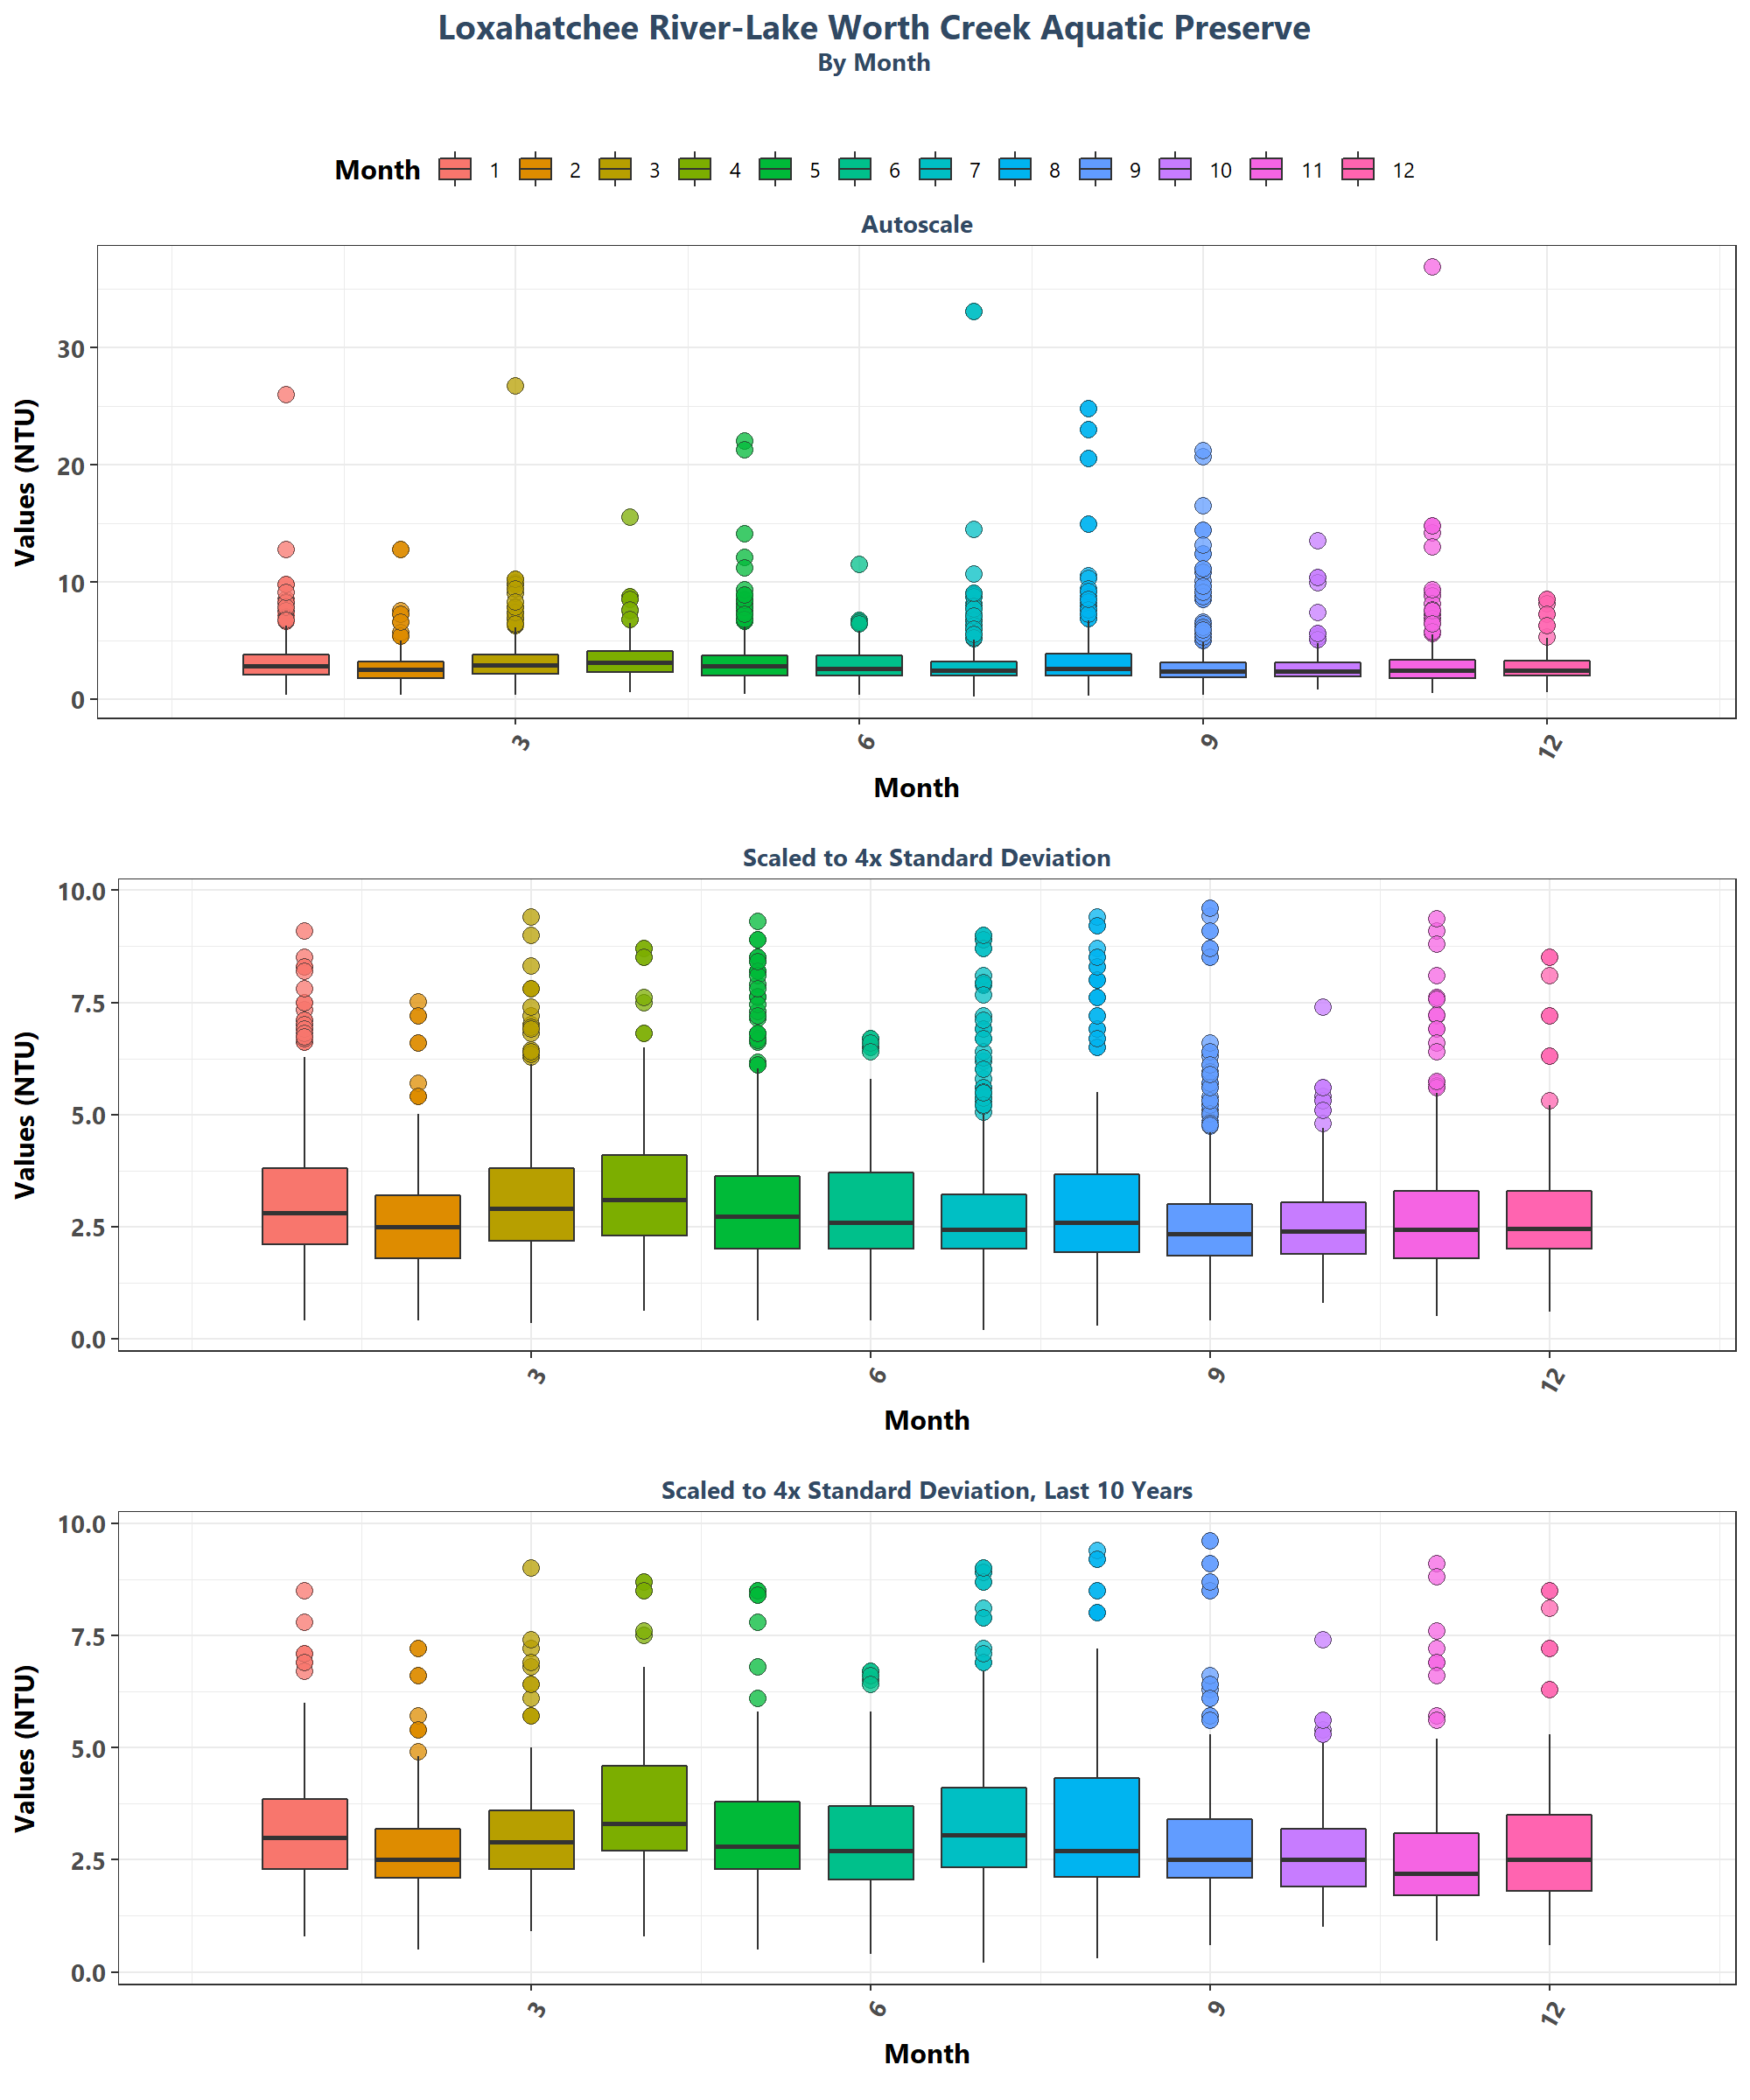 Loxahatchee River-Lake Worth Creek Aquatic Preserve
By Month
Month 1 2 3 4 5 6 7 8 9 10 11 12
Autoscale
Values (NTU)
30
20
10
0
3 6 9 12
Month
Scaled to 4x Standard Deviation
Values (NTU)
10.0
7.5
5.0
2.5
0.0
3 6 9 12
Month
Scaled to 4x Standard Deviation, Last 10 Years
Values (NTU)
10.0
7.5
5.0
2.5
0.0
3 6 9 12
Month